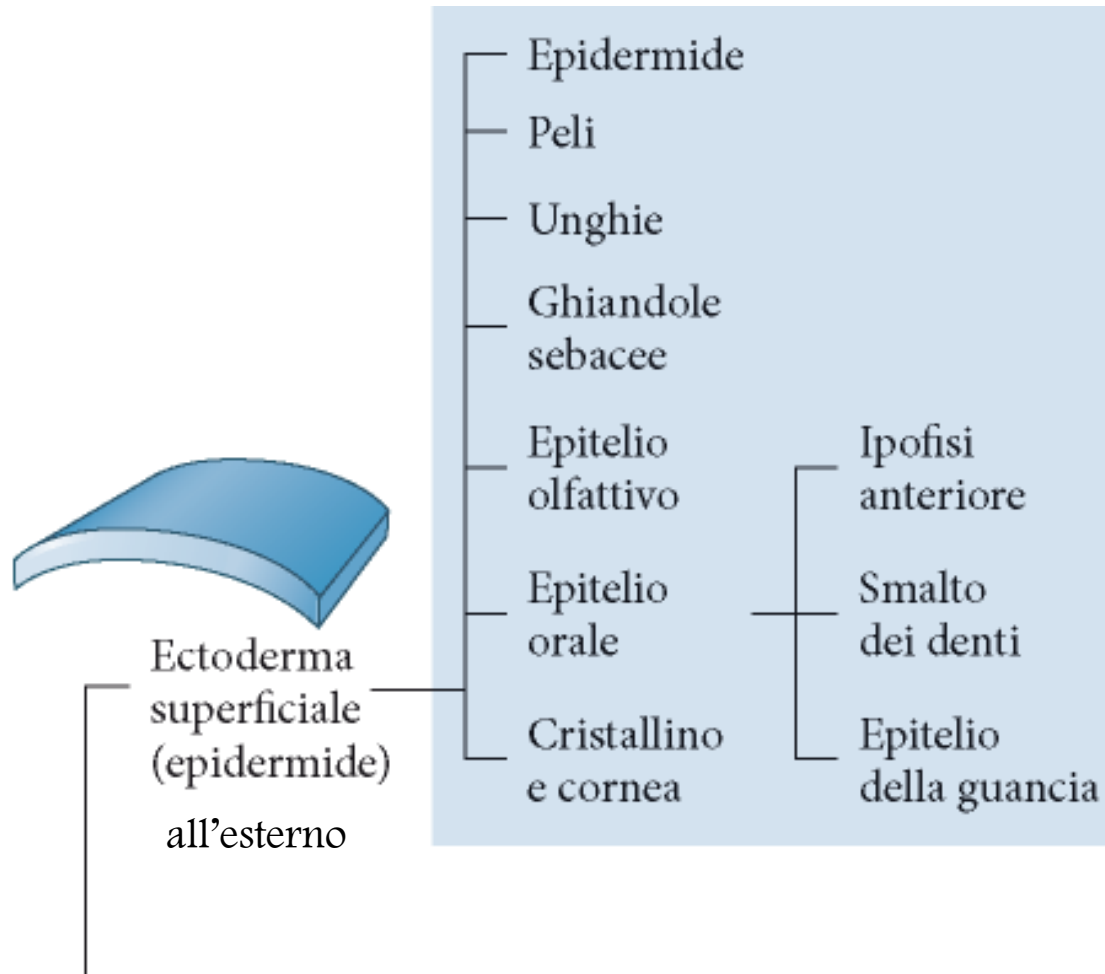 Epidermide
Peli
Unghie
Ghiandole
sebacee
Epitelio
olfattivo
Ipofisi
anteriore
Epitelio
orale
Smalto
dei denti
Ectoderma
superficiale
(epidermide)
all’esterno
Cristallino
e cornea
Epitelio
della guancia